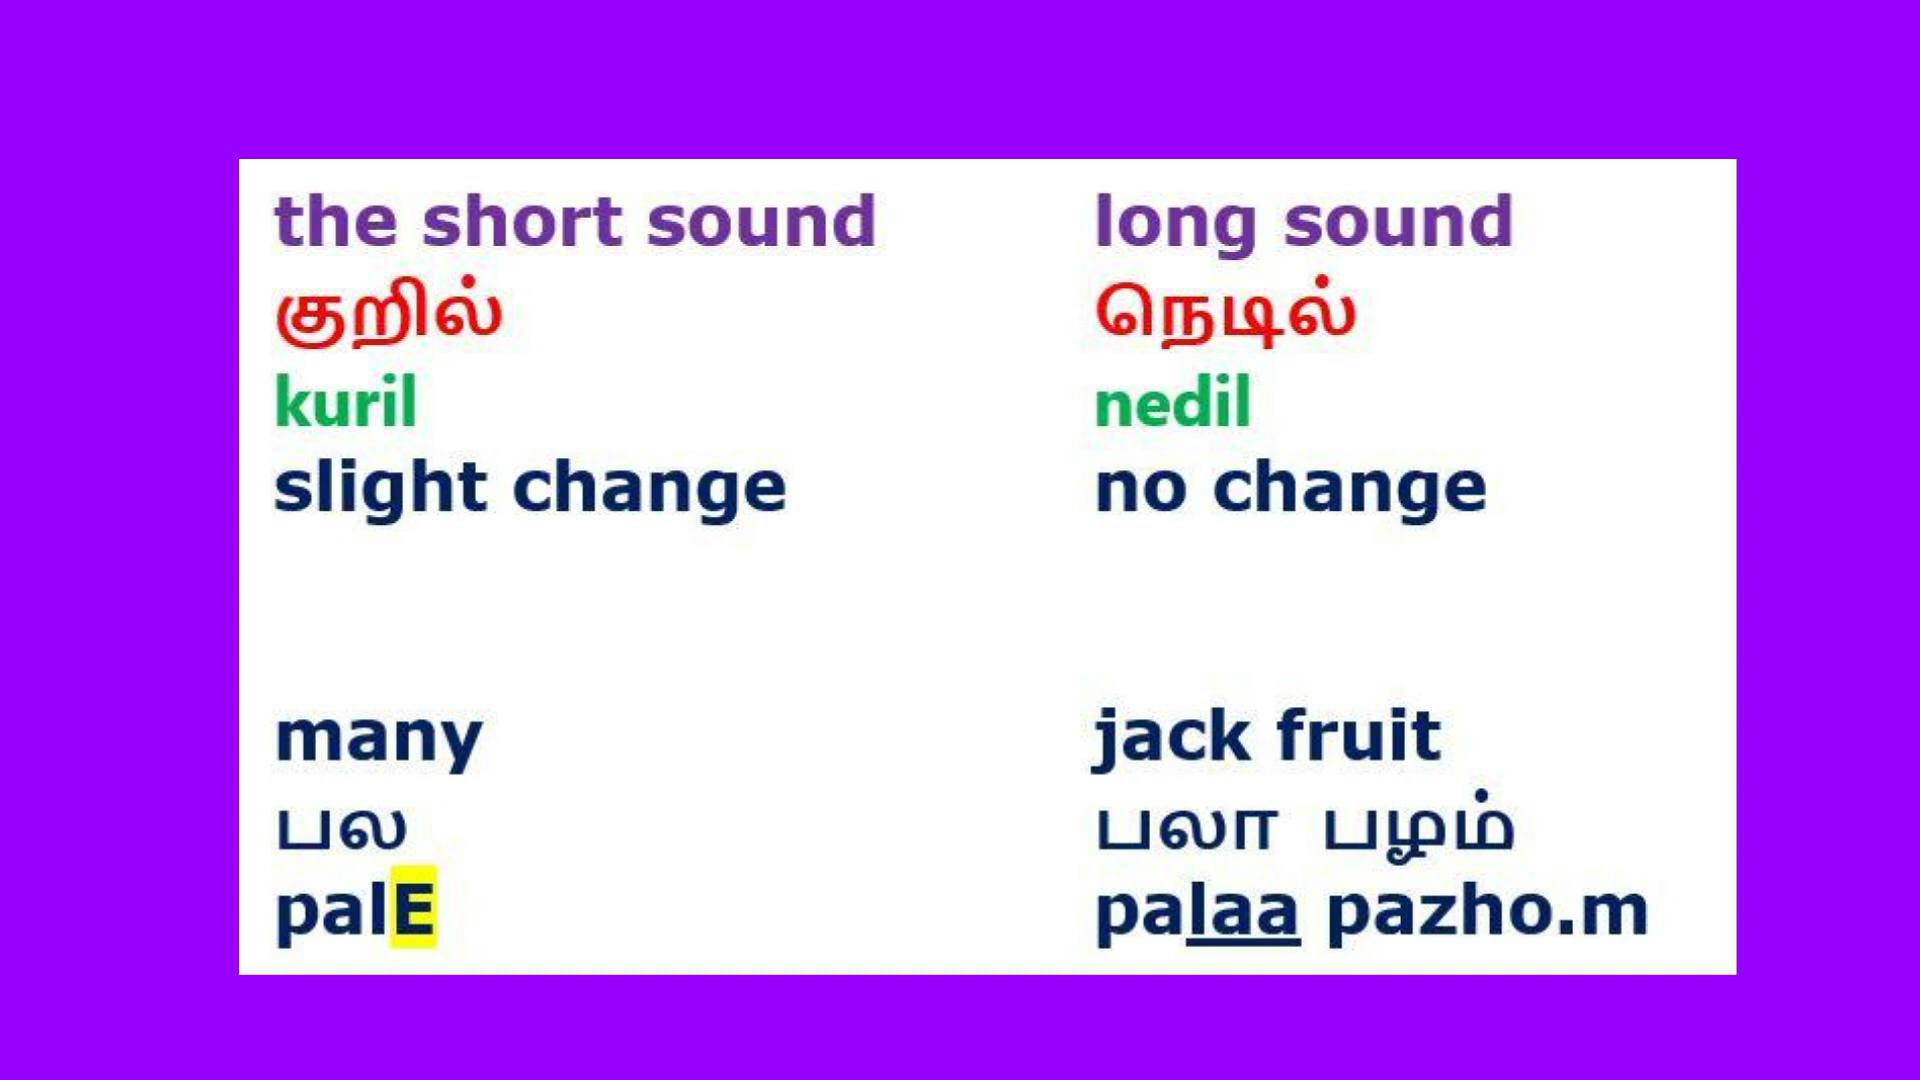 the short sound
குறில்
kuril
slight change
many
பல
palE
long sound
நெடில்
nedil
no change
jack fruit
பலா பழம்
palaa pazho.m